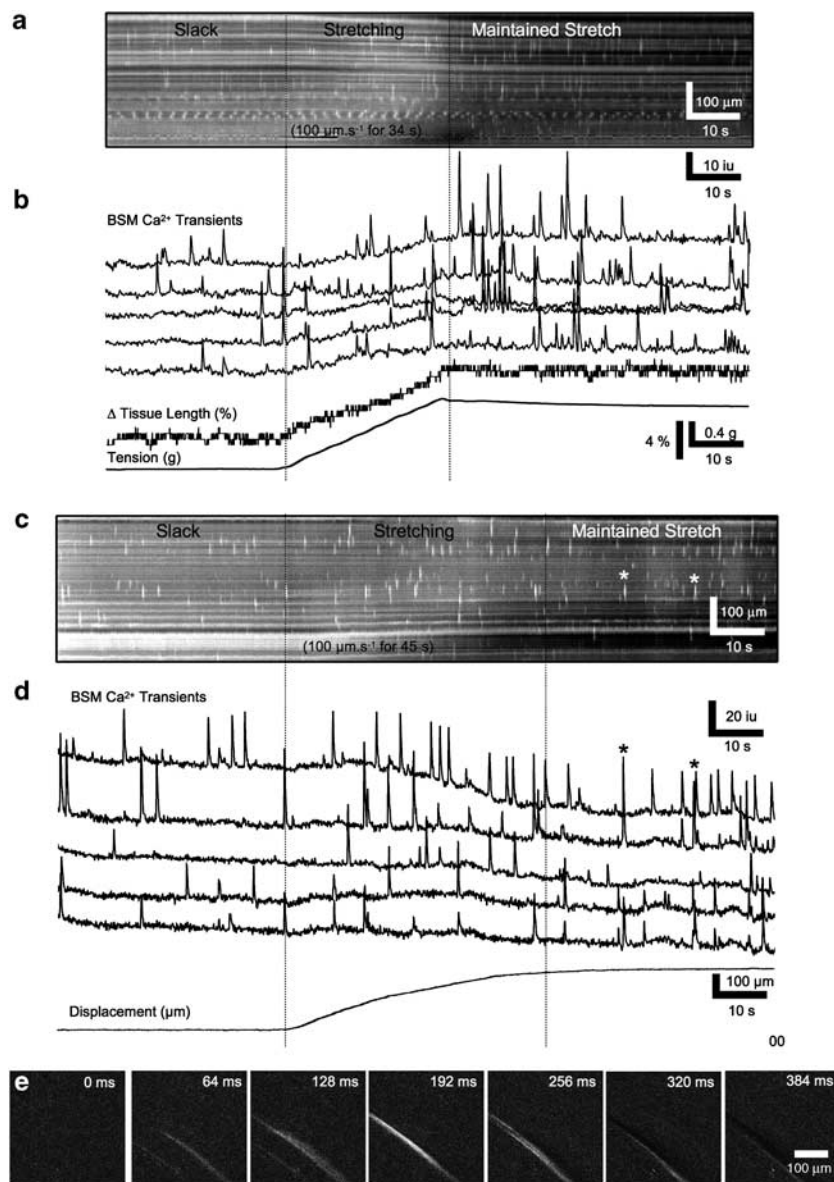 a
Slack Stretching Maintained Stretch
(100 µm.s⁻¹ for 34 s)
100 µm
10 s
10 iu
10 s
b
BSM Ca²⁺ Transients
Δ Tissue Length (%)
Tension (g)
4 %
0.4 g
10 s
c
Slack Stretching Maintained Stretch
*
*
(100 µm.s⁻¹ for 45 s)
100 µm
10 s
d
BSM Ca²⁺ Transients
20 iu
10 s
*
*
Displacement (µm)
100 µm
10 s
00
e
0 ms 64 ms 128 ms 192 ms 256 ms 320 ms 384 ms
100 µm